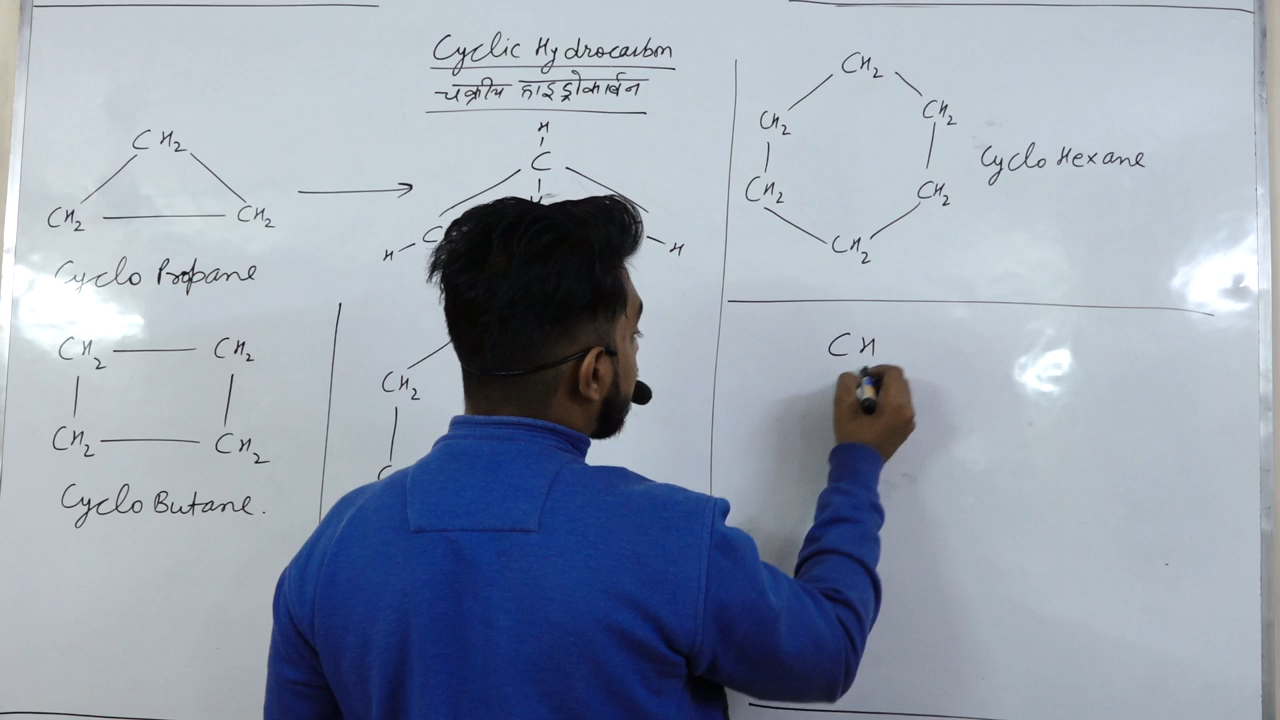 Cyclic Hydrocarbon
चक्रीय हाइड्रोकार्बन
CH2
CH2 CH2
Cyclo Propane
H
C
H C H
CH2 CH2
CH2 CH2
Cyclo Butane.
CH2
CH2
CH2 CH2
CH2 CH2
CH2
Cyclo Hexane
CH